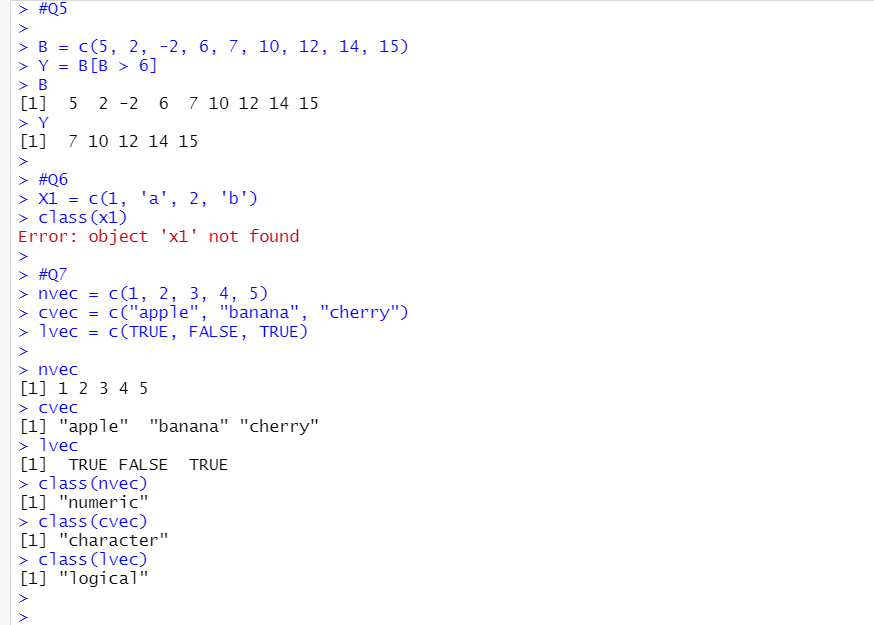 > #Q5
>
> B = c(5, 2, -2, 6, 7, 10, 12, 14, 15)
> Y = B[B > 6]
> B
[1]  5  2 -2  6  7 10 12 14 15
> Y
[1]  7 10 12 14 15
>
> #Q6
> X1 = c(1, 'a', 2, 'b')
> class(x1)
Error: object 'x1' not found
>
> #Q7
> nvec = c(1, 2, 3, 4, 5)
> cvec = c("apple", "banana", "cherry")
> lvec = c(TRUE, FALSE, TRUE)
>
> nvec
[1] 1 2 3 4 5
> cvec
[1] "apple"  "banana" "cherry"
> lvec
[1]  TRUE FALSE  TRUE
> class(nvec)
[1] "numeric"
> class(cvec)
[1] "character"
> class(lvec)
[1] "logical"
>
>